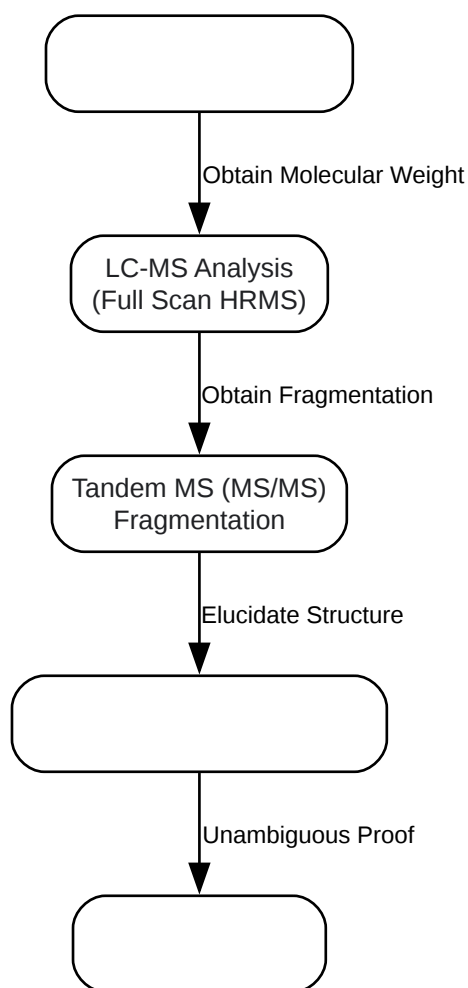 Obtain Molecular Weight
LC-MS Analysis
(Full Scan HRMS)
Obtain Fragmentation
Tandem MS (MS/MS)
Fragmentation
Elucidate Structure
Unambiguous Proof